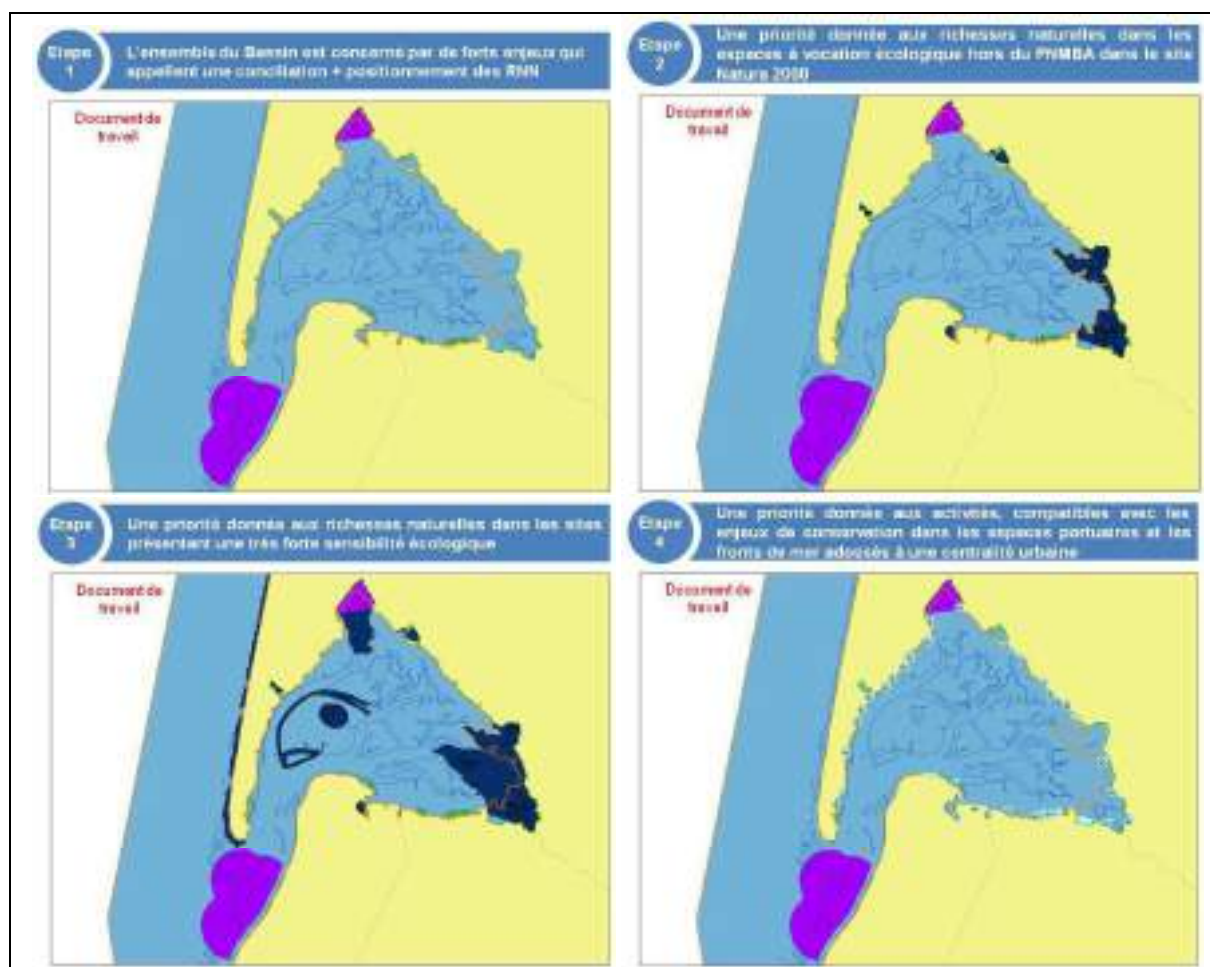 Etape
1
L'ensemble du Bassin est concerné par de forts enjeux qui
appellent une conciliation + positionnement des RNN
Document de
travail
Etape
2
Une priorité donnée aux richesses naturelles dans les
espaces à vocation écologique hors du PNMBA dans le site
Natura 2000
Document de
travail
Etape
3
Une priorité donnée aux richesses naturelles dans les sites
présentant une très forte sensibilité écologique
Document de
travail
Etape
4
Une priorité donnée aux activités, compatibles avec les
enjeux de conservation dans les espaces portuaires et les
fronts de mer adossés à une centralité urbaine
Document de
travail